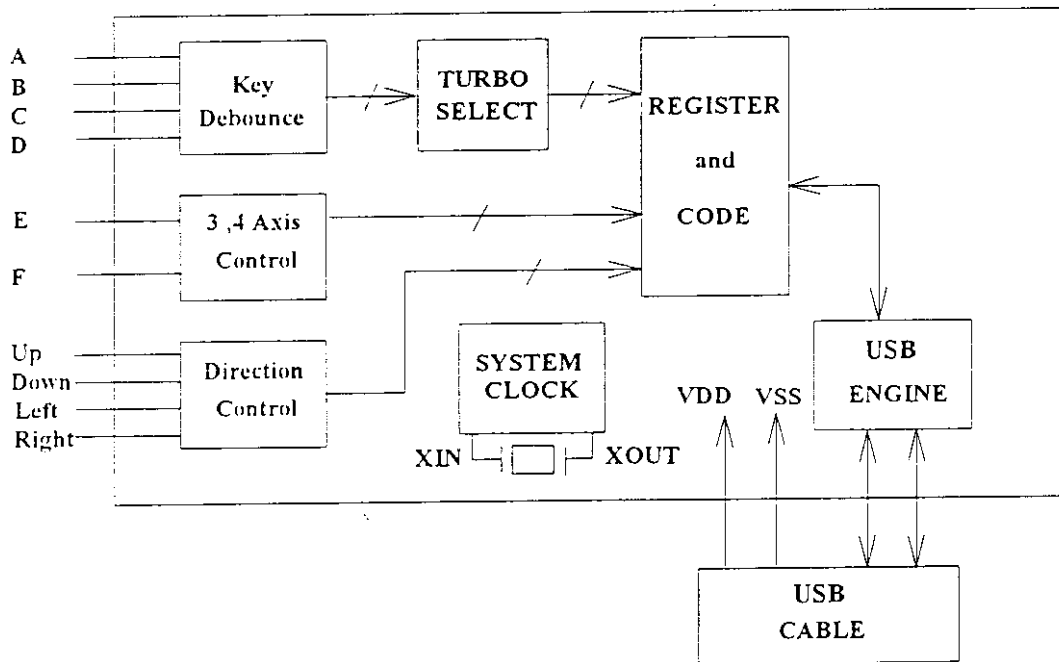 A
B
C
D
Key
Debounce
TURBO
SELECT
REGISTER
and
CODE
E
F
3 ,4 Axis
Control
Up
Down
Left
Right
Direction
Control
SYSTEM
CLOCK
XIN
XOUT
VDD
VSS
USB
ENGINE
USB
CABLE